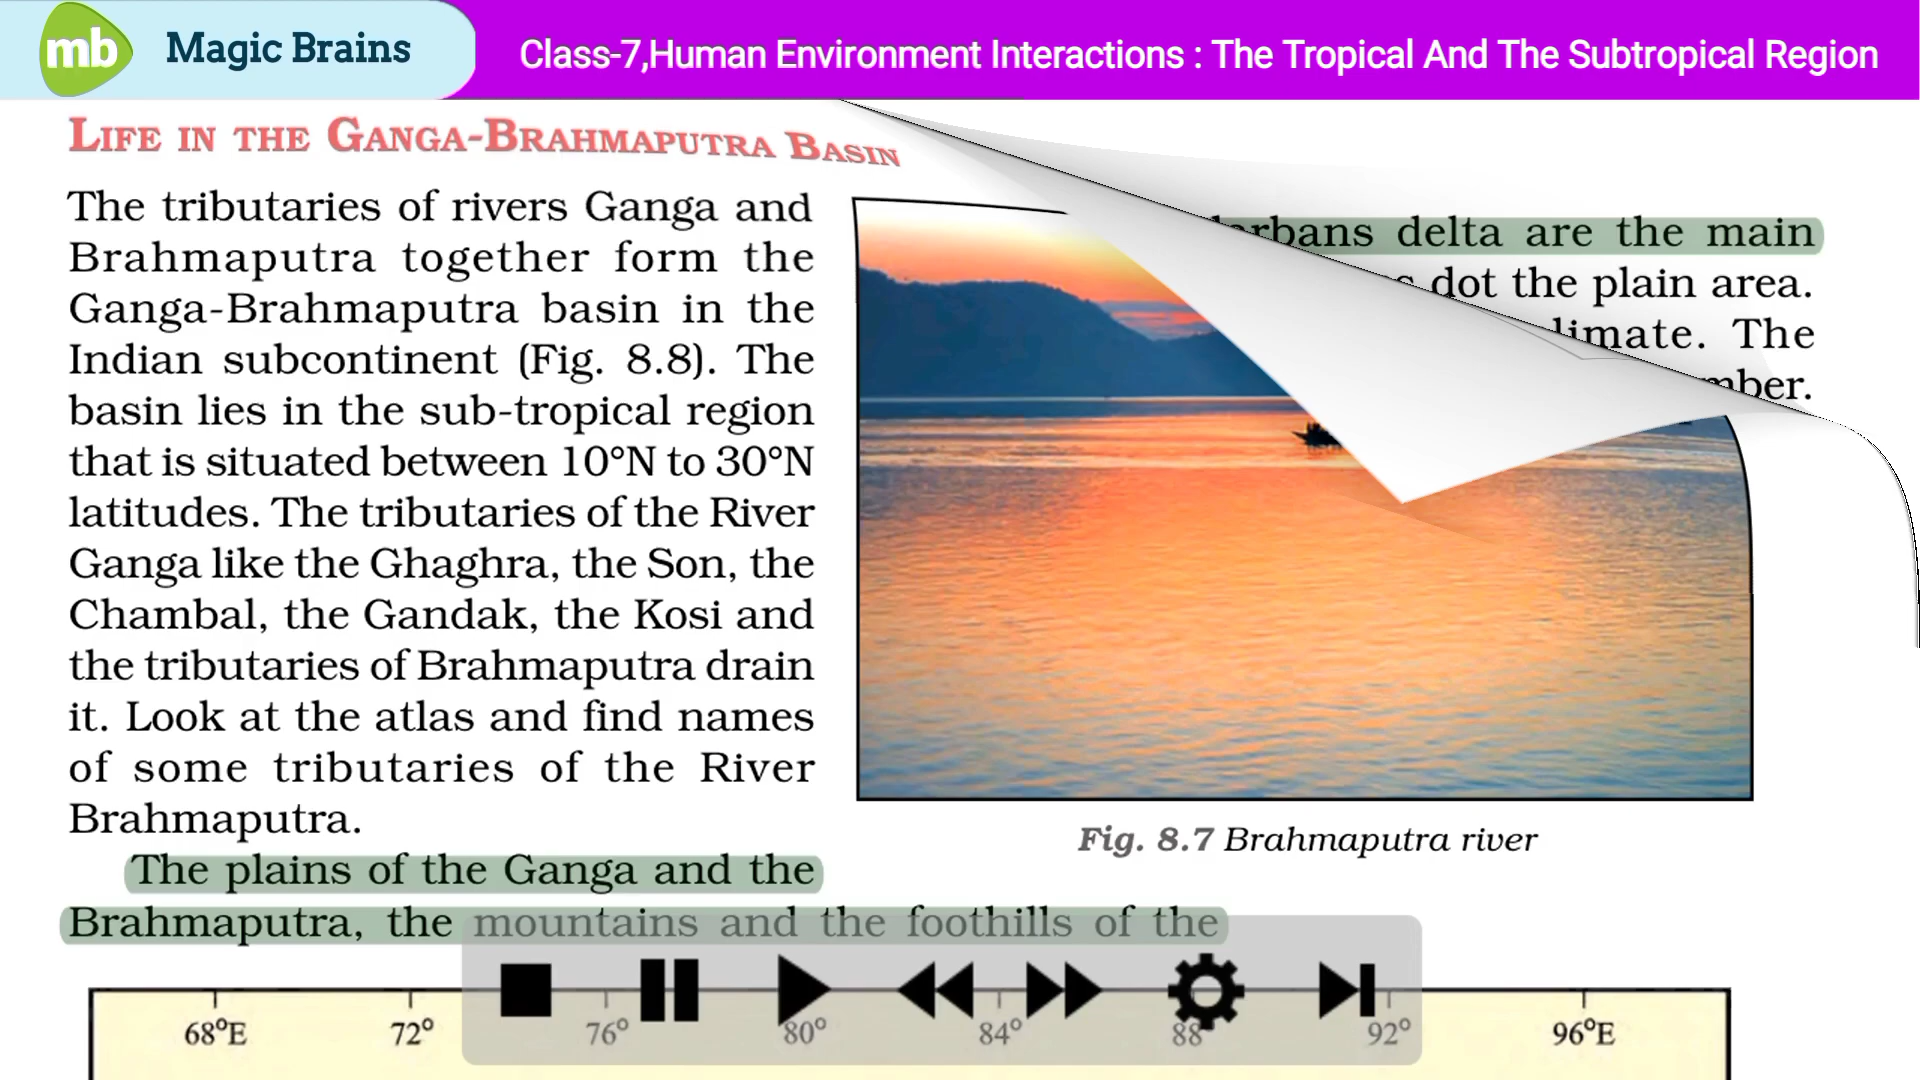 mb Magic Brains
Class-7,Human Environment Interactions : The Tropical And The Subtropical Region
LIFE IN THE GANGA-BRAHMAPUTRA BASIN
The tributaries of rivers Ganga and
Brahmaputra together form the
Ganga-Brahmaputra basin in the
Indian subcontinent (Fig. 8.8). The
basin lies in the sub-tropical region
that is situated between 10°N to 30°N
latitudes. The tributaries of the River
Ganga like the Ghaghra, the Son, the
Chambal, the Gandak, the Kosi and
the tributaries of Brahmaputra drain
it. Look at the atlas and find names
of some tributaries of the River
Brahmaputra.
The plains of the Ganga and the
Brahmaputra, the mountains and the foothills of the
delta are the main
dot the plain area.
The
Fig. 8.7 Brahmaputra river
68°E 72° 76° 80° 84° 88° 92° 96°E